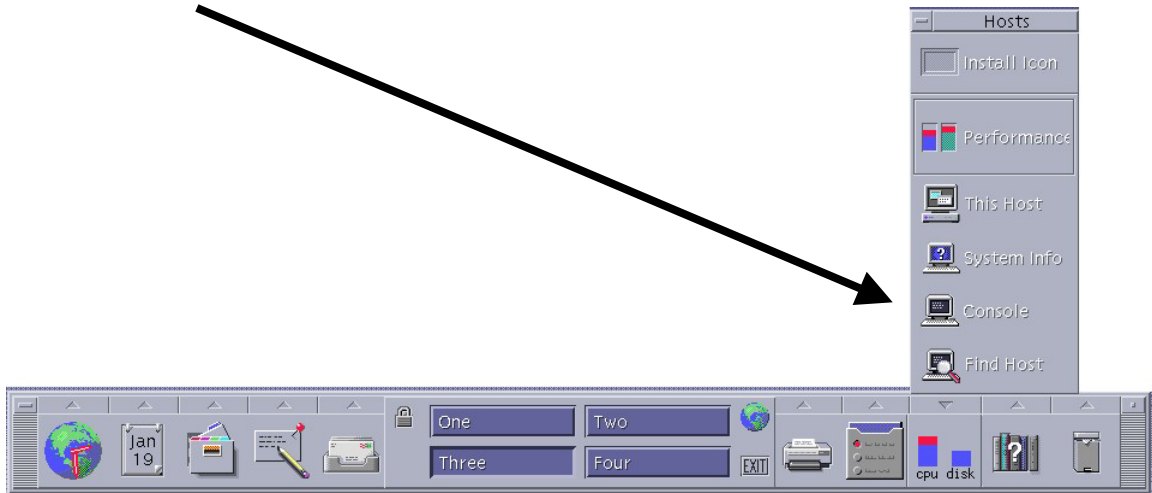 Hosts
Install Icon
Performance
This Host
System Info
Console
Find Host
One
Two
Three
Four
EXIT
Jan
19
?
cpu disk